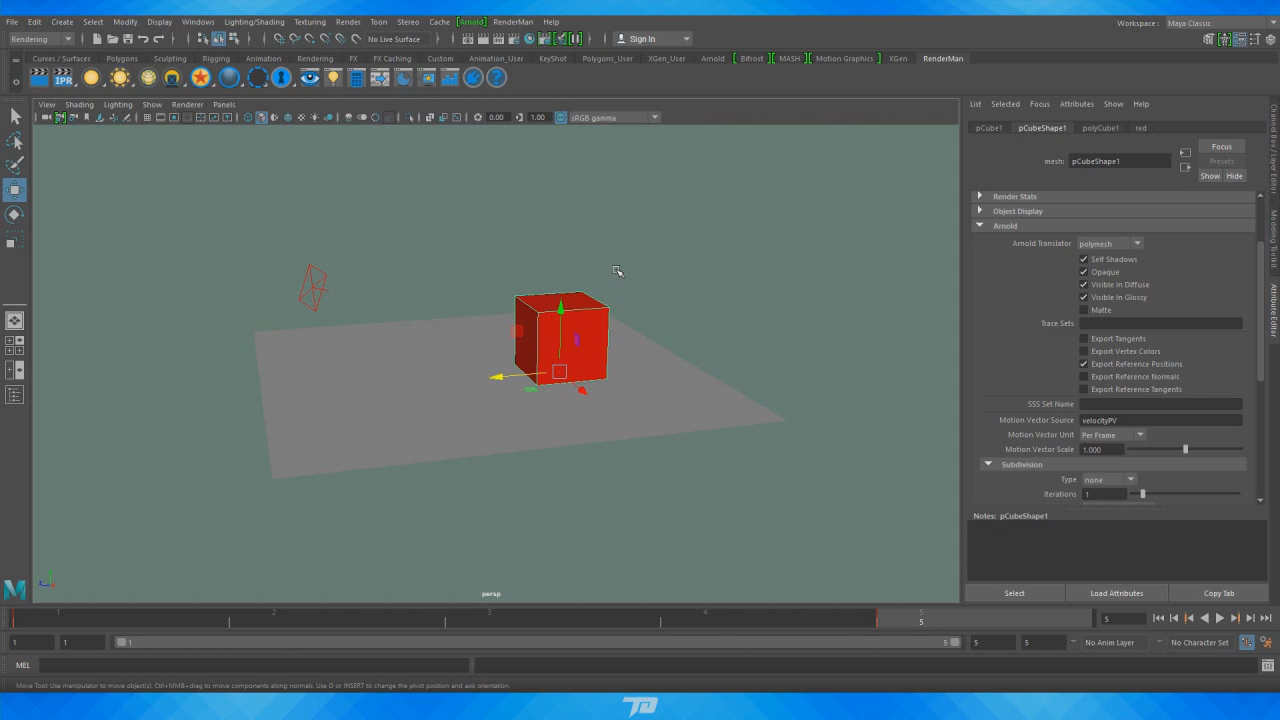 File Edit Create Select Modify Display Windows Lighting/Shading Texturing Render Toon Stereo Cache [Arnold] RenderMan Help
Workspace : Maya Classic
Rendering No Live Surface Sign In
Curves / Surfaces Polygons Sculpting Rigging Animation Rendering FX FX Caching Custom Animation_User KeyShot Polygons_User XGen_User Arnold Bifrost MASH Motion Graphics XGen RenderMan
IPR
View Shading Lighting Show Renderer Panels
0.00 1.00 sRGB gamma
List Selected Focus Attributes Show Help
pCube1 pCubeShape1 polyCube1 red
Focus
mesh: pCubeShape1
Presets
Show Hide
Render Stats
Object Display
Arnold
Arnold Translator polymesh
Self Shadows
Opaque
Visible In Diffuse
Visible In Glossy
Matte
Trace Sets
Export Tangents
Export Vertex Colors
Export Reference Positions
Export Reference Normals
Export Reference Tangents
SSS Set Name
Motion Vector Source velocityPV
Motion Vector Unit Per Frame
Motion Vector Scale 1.000
Subdivision
Type none
Iterations 1
Notes: pCubeShape1
Select Load Attributes Copy Tab
Channel Box / Layer Editor
Modeling Toolkit
Attribute Editor
persp
1 2 3 4 5
5 5
1 1 1 5 5 5 No Anim Layer No Character Set
MEL
Move Tool: Use manipulator to move object(s). Ctrl+MMB+drag to move components along normals. Use D or INSERT to change the pivot position and axis orientation.